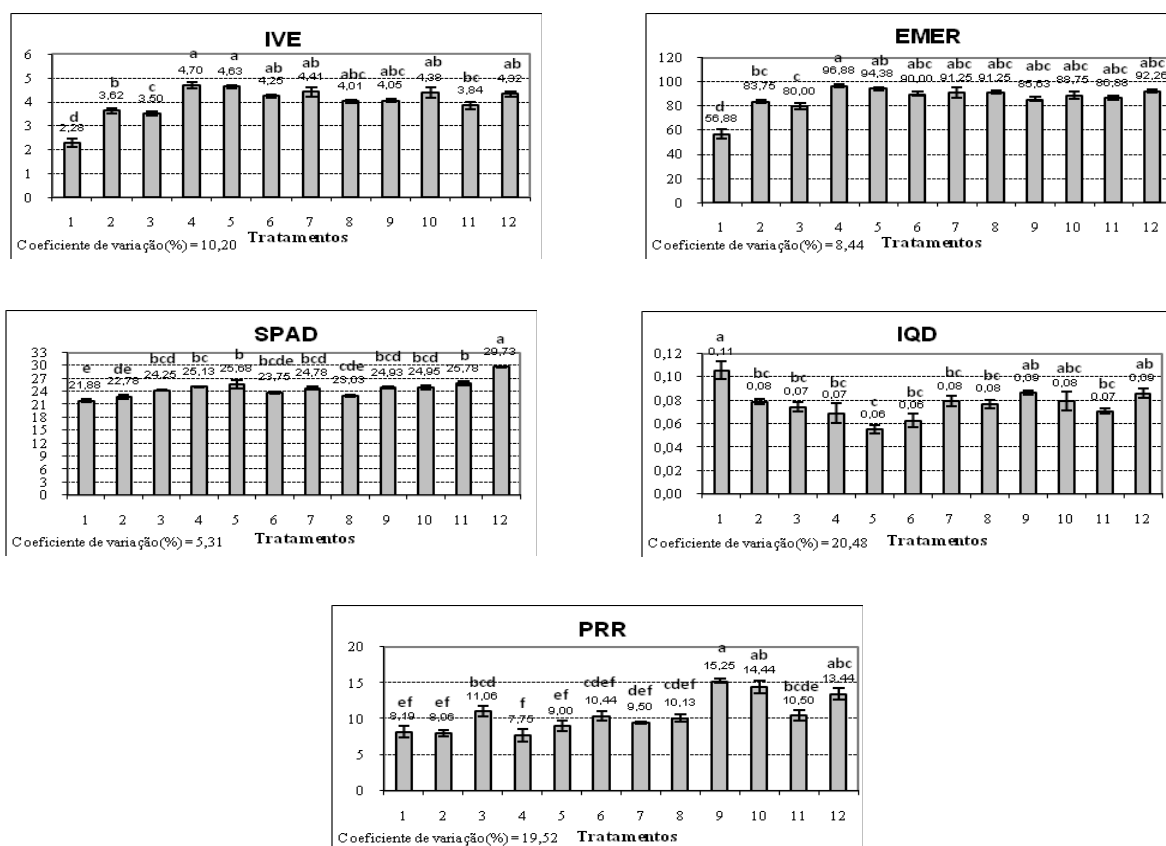 IVE
6
5
4
3
2
1
0
d b c a a ab ab abc abc ab bc ab
2,28 3,62 3,50 4,70 4,63 4,25 4,41 4,01 4,05 4,38 3,84 4,32
1 2 3 4 5 6 7 8 9 10 11 12
Coeficiente de variação(%) = 10,20 Tratamentos
EMER
120
100
80
60
40
20
0
d bc c a ab abc abc abc abc abc abc abc
56,88 83,75 80,00 96,88 94,38 90,00 91,25 91,25 85,63 88,75 86,88 92,26
1 2 3 4 5 6 7 8 9 10 11 12
Coeficiente de variação(%) = 8,44 Tratamentos
SPAD
33
30
27
24
21
18
15
12
9
6
3
0
e de bcd bc b bcde bcd cde bcd bcd b a
21,88 22,78 24,25 25,13 25,68 23,75 24,78 23,03 24,93 24,95 25,78 29,73
1 2 3 4 5 6 7 8 9 10 11 12
Coeficiente de variação(%) = 5,31 Tratamentos
IQD
0,12
0,10
0,08
0,06
0,04
0,02
0,00
a bc bc bc c bc bc bc ab abc bc ab
0,11 0,08 0,07 0,07 0,06 0,06 0,08 0,08 0,09 0,08 0,07 0,09
1 2 3 4 5 6 7 8 9 10 11 12
Coeficiente de variação(%) = 20,48 Tratamentos
PRR
20
15
10
5
0
ef ef bcd f ef cdef def cdef a ab bcde abc
8,19 8,06 11,06 7,75 9,00 10,44 9,50 10,13 15,25 14,44 10,50 13,44
1 2 3 4 5 6 7 8 9 10 11 12
Coeficiente de variação(%) = 19,52 Tratamentos